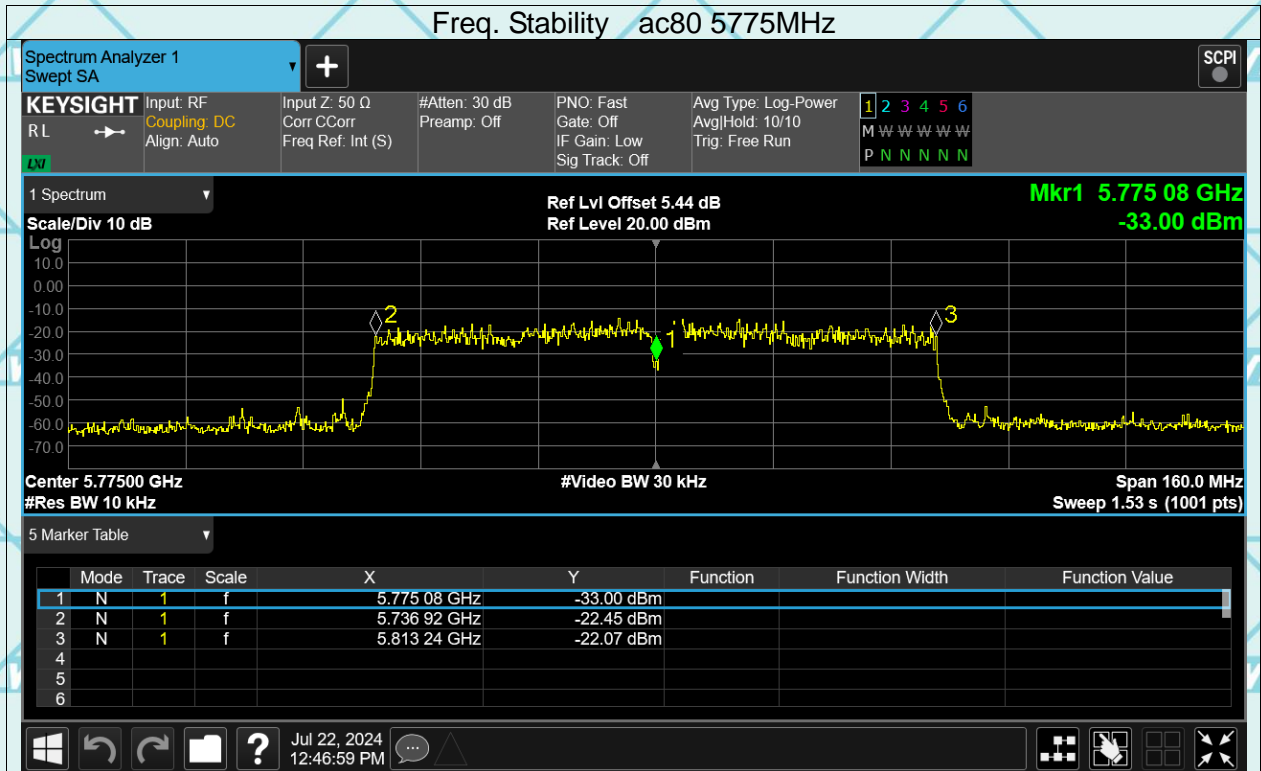 Freq. Stability ac80 5775MHz
Spectrum Analyzer 1
Swept SA
SCPI
KEYSIGHT
R L
LXI
Input: RF
Coupling: DC
Align: Auto
Input Z: 50 Ω
Corr CCorr
Freq Ref: Int (S)
#Atten: 30 dB
Preamp: Off
PNO: Fast
Gate: Off
IF Gain: Low
Sig Track: Off
Avg Type: Log-Power
Avg|Hold: 10/10
Trig: Free Run
1 2 3 4 5 6
M W W W W W
P N N N N N
1 Spectrum
Scale/Div 10 dB
Ref Lvl Offset 5.44 dB
Ref Level 20.00 dBm
Mkr1 5.775 08 GHz
-33.00 dBm
Log
10.0
0.00
-10.0
-20.0
-30.0
-40.0
-50.0
-60.0
-70.0
2
1
3
Center 5.77500 GHz
#Video BW 30 kHz
Span 160.0 MHz
#Res BW 10 kHz
Sweep 1.53 s (1001 pts)
5 Marker Table
Mode Trace Scale X Y Function Function Width Function Value
1 N 1 f 5.775 08 GHz -33.00 dBm
2 N 1 f 5.736 92 GHz -22.45 dBm
3 N 1 f 5.813 24 GHz -22.07 dBm
4
5
6
?
Jul 22, 2024
12:46:59 PM